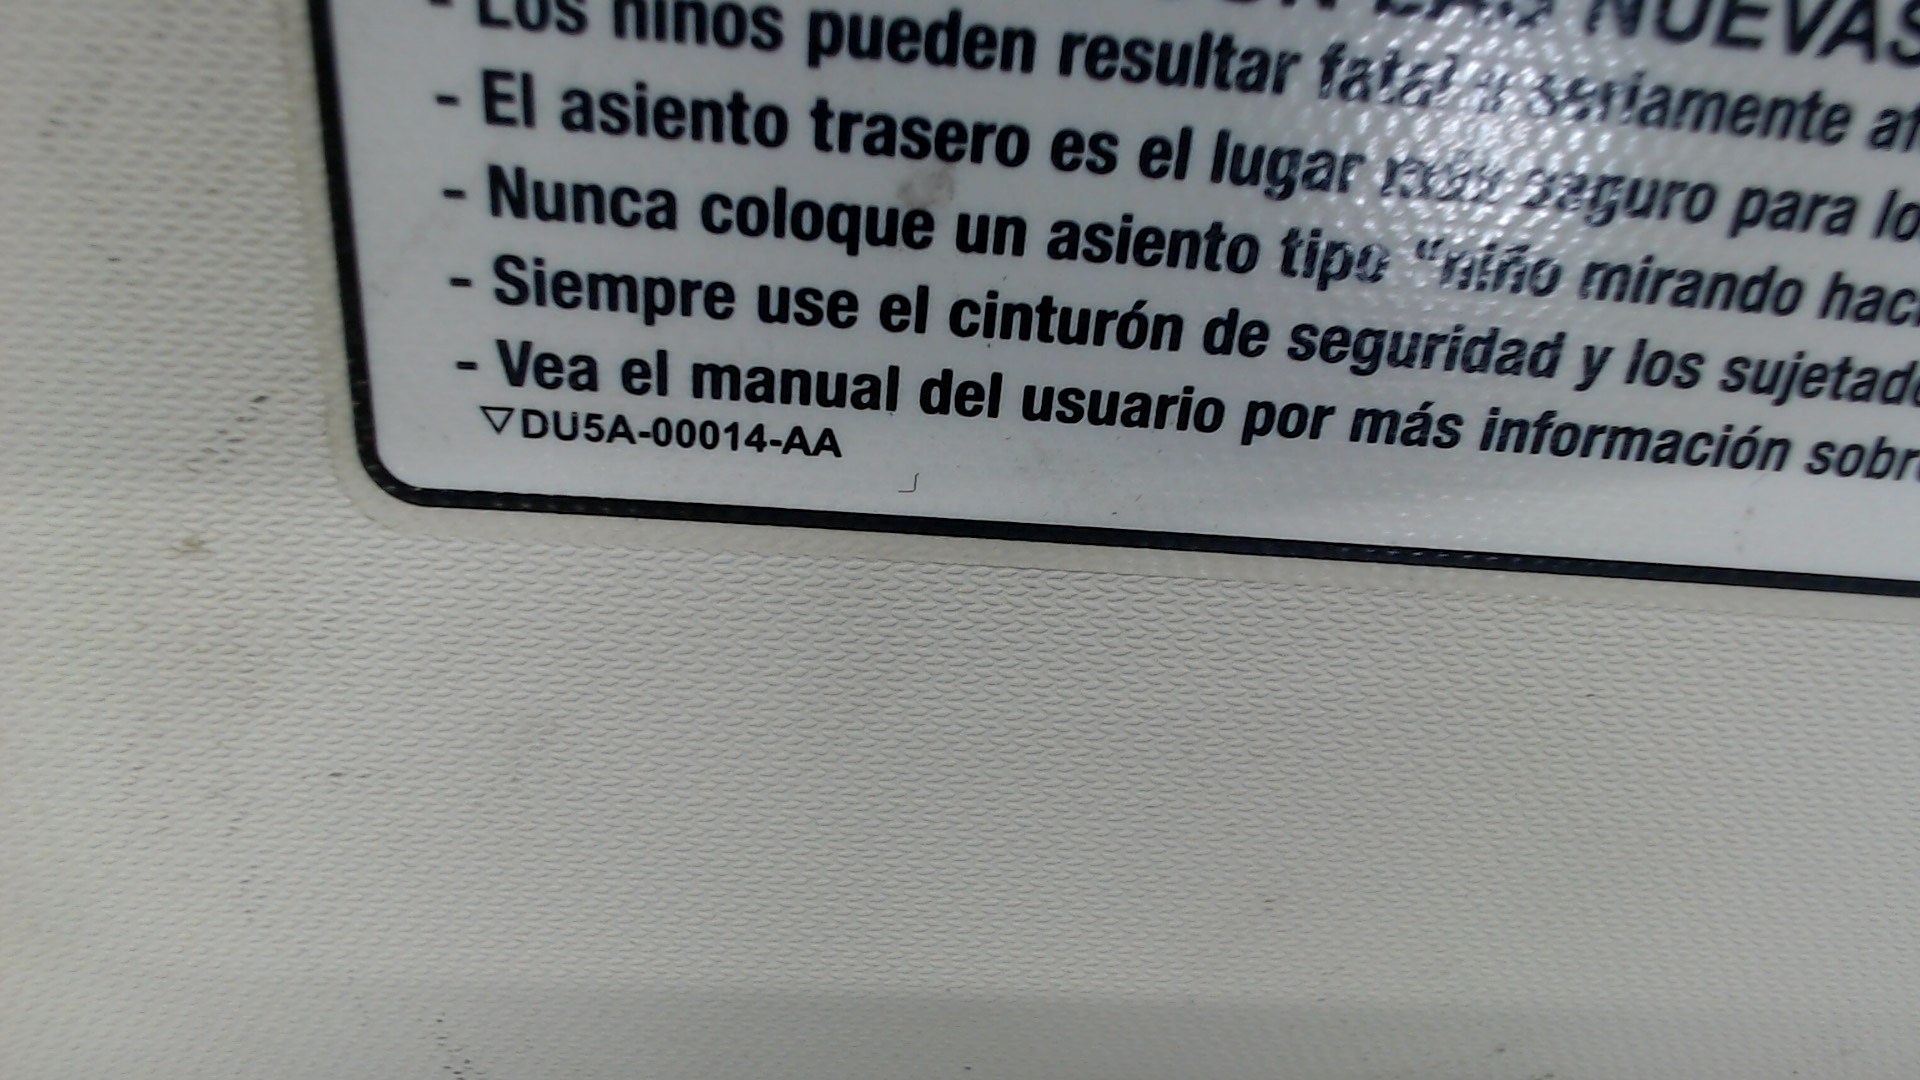 LAS NUEVAS
- Los niños pueden resultar fatal y seriamente
- El asiento trasero es el lugar más seguro para
- Nunca coloque un asiento tipo "niño mirando
- Siempre use el cinturón de seguridad y los
- Vea el manual del usuario por más información
▽DU5A-00014-AA